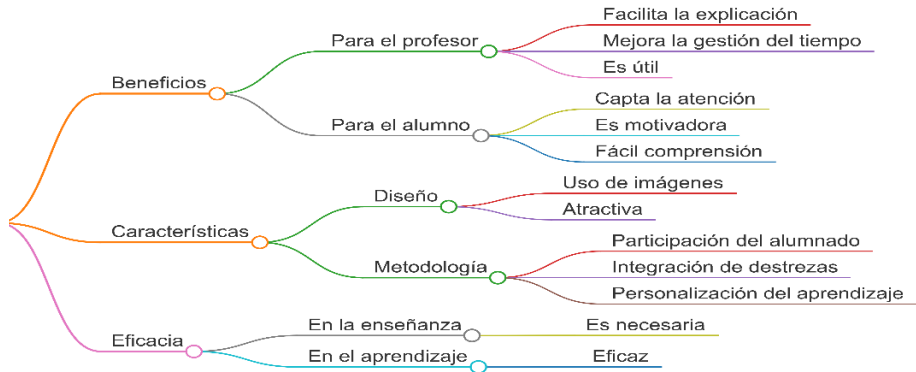 Beneficios
Para el profesor
Facilita la explicación
Mejora la gestión del tiempo
Es útil
Para el alumno
Capta la atención
Es motivadora
Fácil comprensión
Características
Diseño
Uso de imágenes
Atractiva
Metodología
Participación del alumnado
Integración de destrezas
Personalización del aprendizaje
Eficacia
En la enseñanza
Es necesaria
En el aprendizaje
Eficaz